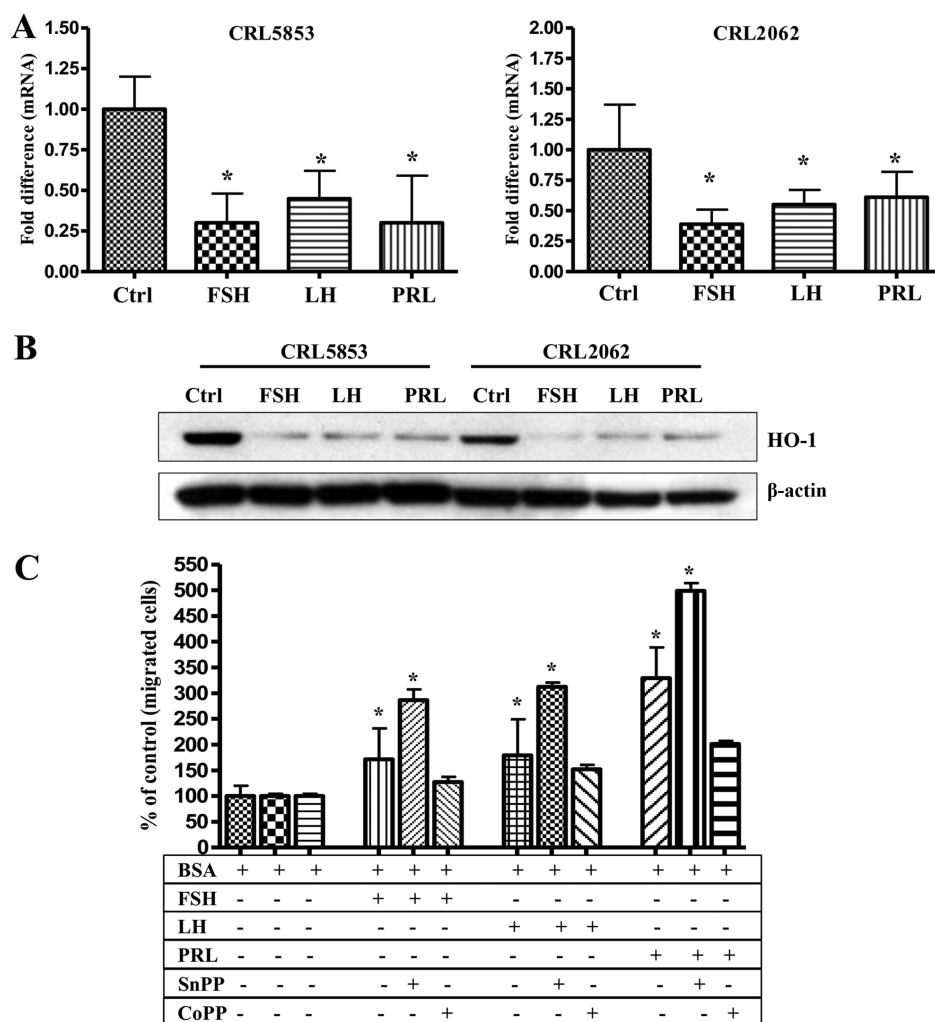 A
CRL5853
CRL2062
Fold difference (mRNA)
1.50
1.25
1.00
0.75
0.50
0.25
0.00
* * *
Ctrl FSH LH PRL
Fold difference (mRNA)
2.00
1.75
1.50
1.25
1.00
0.75
0.50
0.25
0.00
* * *
Ctrl FSH LH PRL
B
CRL5853 CRL2062
Ctrl FSH LH PRL Ctrl FSH LH PRL
HO-1
β-actin
C
% of control (migrated cells)
550
500
450
400
350
300
250
200
150
100
50
0
* * * * * *
BSA + + + + + + + + + + + +
FSH - - - + + + - - - - - -
LH - - - - - - + + + - - -
PRL - - - - - - - - - + + +
SnPP - - - - + - - + - - + -
CoPP - - - - - + - - + - - +